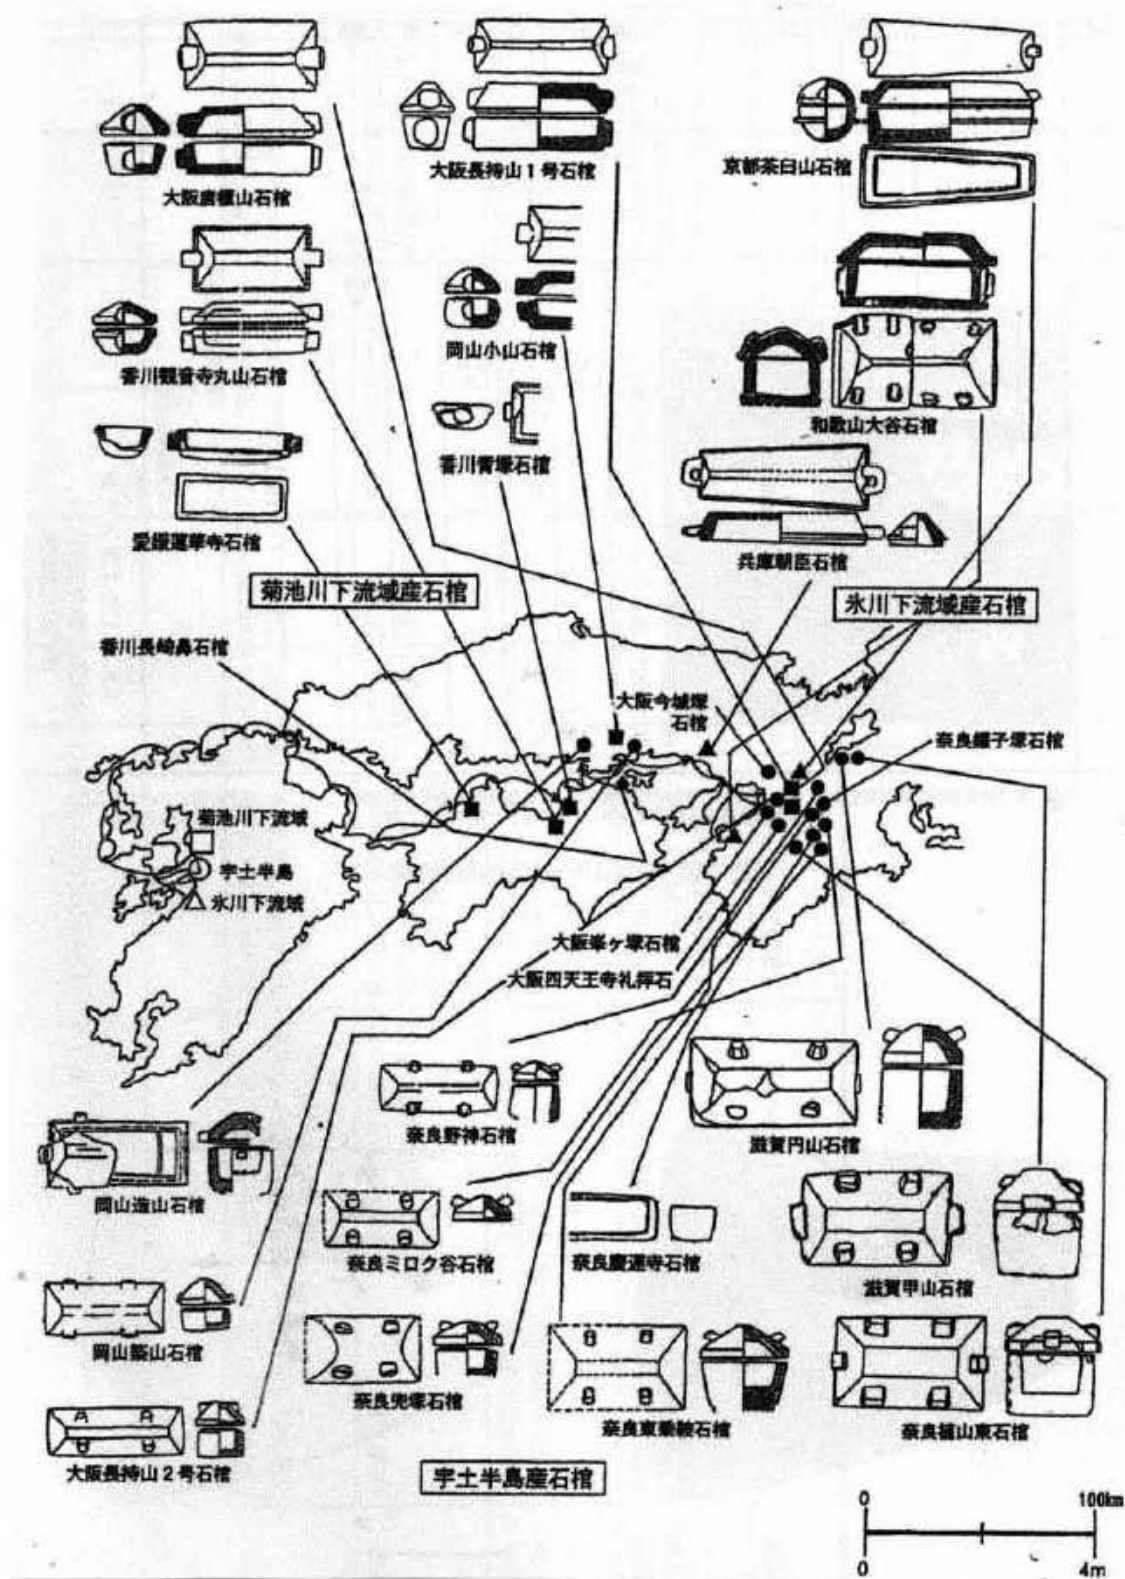 大阪唐櫃山石棺
大阪長持山1号石棺
京都茶臼山石棺
香川観音寺丸山石棺
岡山小山石棺
和歌山大谷石棺
香川青塚石棺
愛媛蓮華寺石棺
兵庫朝臣石棺
菊池川下流域産石棺
氷川下流域産石棺
香川長崎鼻石棺
大阪今城塚
石棺
奈良鑵子塚石棺
菊池川下流域
宇土半島
氷川下流域
大阪峯ヶ塚石棺
大阪四天王寺礼拝石
奈良野神石棺
滋賀円山石棺
岡山造山石棺
奈良ミロク谷石棺
奈良慶運寺石棺
滋賀甲山石棺
岡山築山石棺
奈良兜塚石棺
奈良東乗鞍石棺
奈良植山東石棺
大阪長持山2号石棺
宇土半島産石棺
0
100km
0
4m